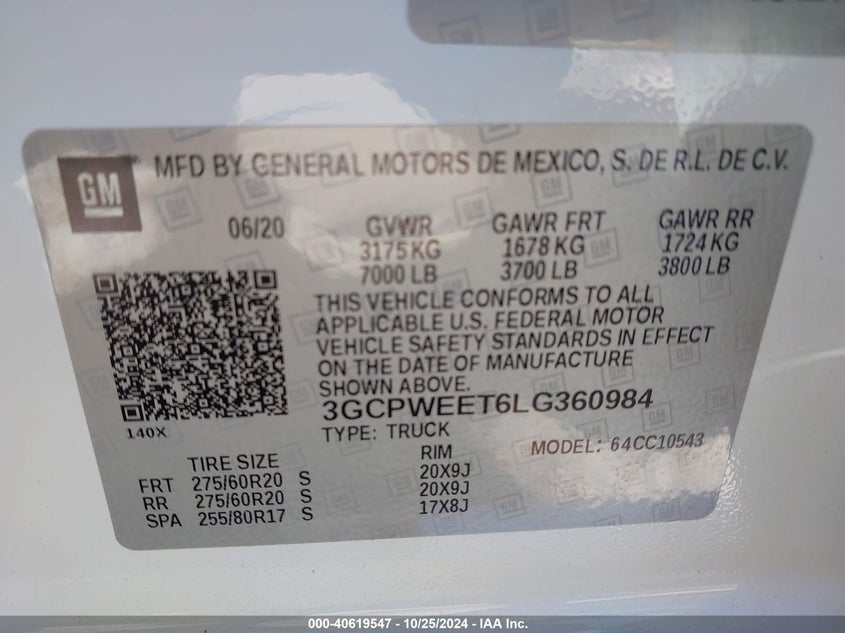 GM
MFD BY GENERAL MOTORS DE MEXICO, S. DE R.L. DE C.V.
06/20 GVWR GAWR FRT GAWR RR
3175 KG 1678 KG 1724 KG
7000 LB 3700 LB 3800 LB
THIS VEHICLE CONFORMS TO ALL
APPLICABLE U.S. FEDERAL MOTOR
VEHICLE SAFETY STANDARDS IN EFFECT
ON THE DATE OF MANUFACTURE
SHOWN ABOVE.
140X
3GCPWEET6LG360984
TYPE: TRUCK MODEL: 64CC10543
TIRE SIZE RIM
FRT 275/60R20 S 20X9J
RR 275/60R20 S 20X9J
SPA 255/80R17 S 17X8J
000-40619547 - 10/25/2024 - IAA Inc.